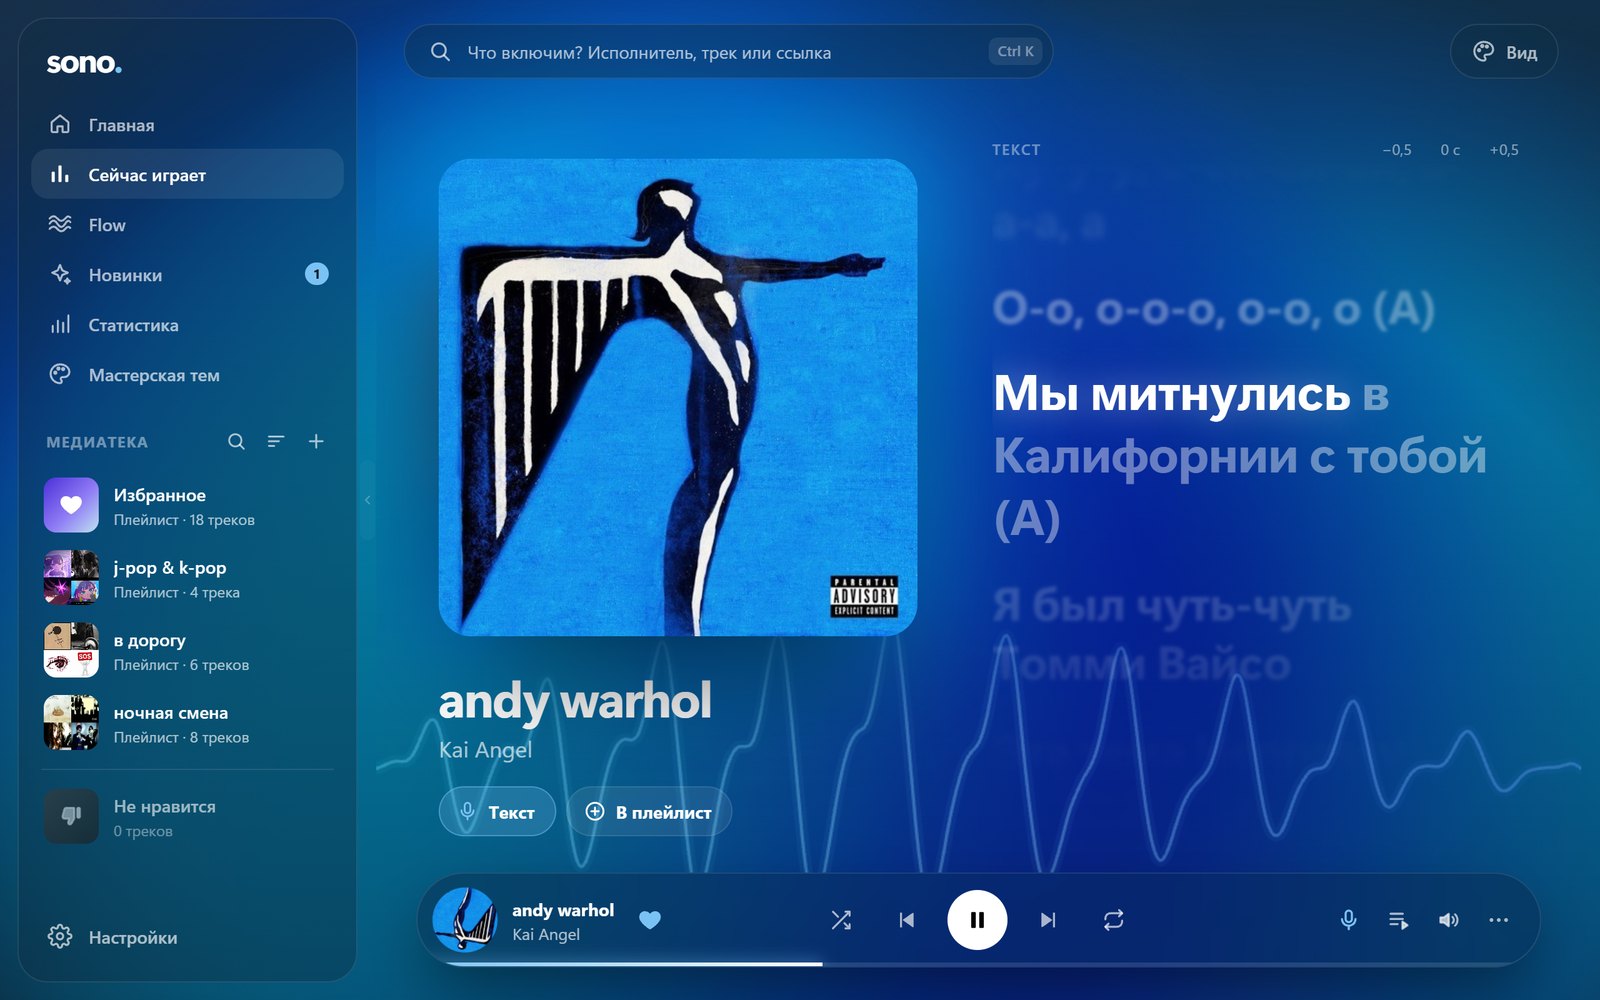 sono.
Что включим? Исполнитель, трек или ссылка
Ctrl K
Вид
Главная
Сейчас играет
Flow
Новинки
1
Статистика
Мастерская тем
МЕДИАТЕКА
Избранное
Плейлист · 18 треков
j-pop & k-pop
Плейлист · 4 трека
в дорогу
Плейлист · 6 треков
SOS
ночная смена
Плейлист · 8 треков
Не нравится
0 треков
Настройки
PARENTAL
ADVISORY
EXPLICIT CONTENT
andy warhol
Kai Angel
Текст
В плейлист
ТЕКСТ
−0,5
0 с
+0,5
а-а, а
О-о, о-о-о, о-о, о (А)
Мы митнулись в
Калифорнии с тобой
(А)
Я был чуть-чуть
Томми Вайсо
andy warhol
Kai Angel